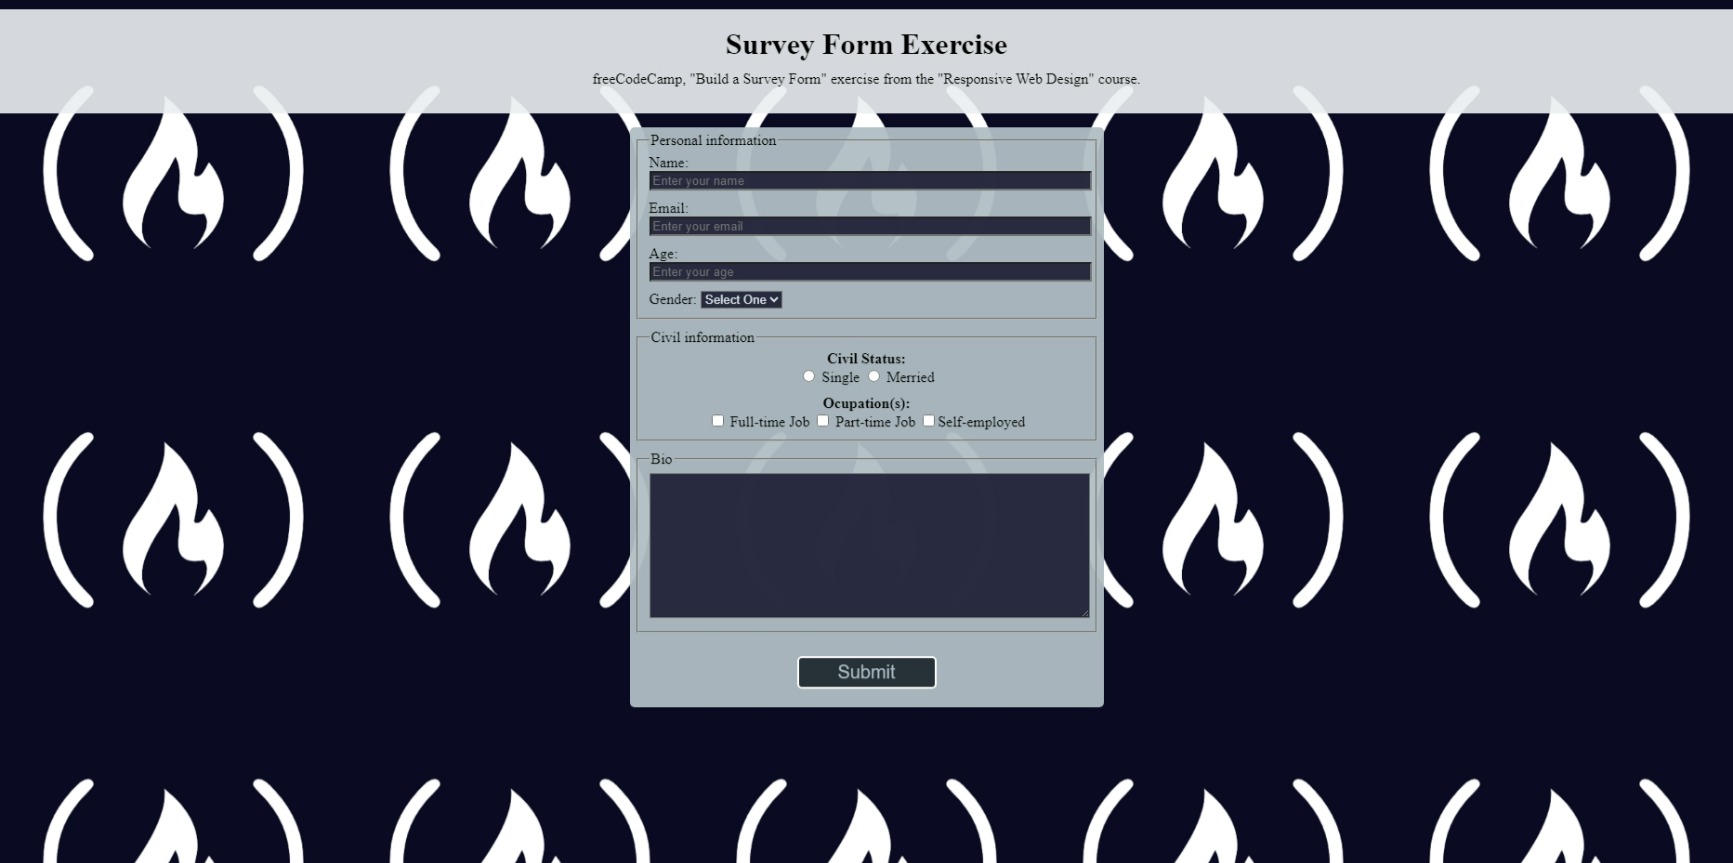 Survey Form Exercise
freeCodeCamp, "Build a Survey Form" exercise from the "Responsive Web Design" course.
Personal information
Name:
Enter your name
Email:
Enter your email
Age:
Enter your age
Gender: Select One
Civil information
Civil Status:
Single Merried
Ocupation(s):
Full-time Job Part-time Job Self-employed
Bio
Submit